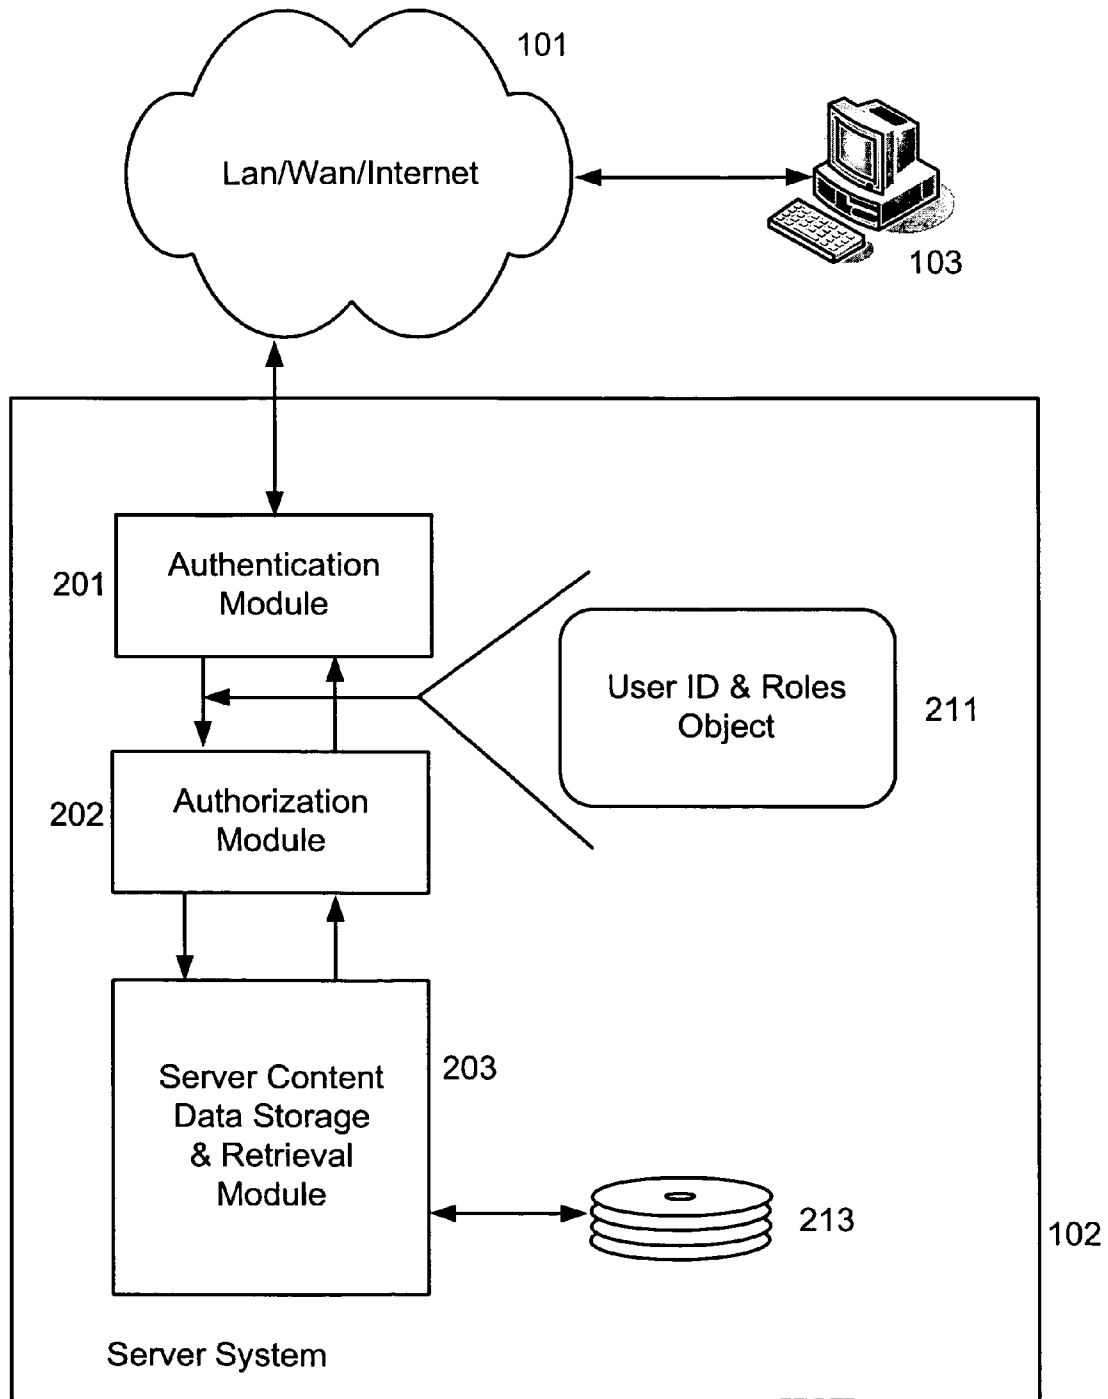 101
Lan/Wan/Internet
103
Authentication
Module
201
User ID & Roles
Object
211
Authorization
Module
202
Server Content
Data Storage
& Retrieval
Module
203
213
102
Server System